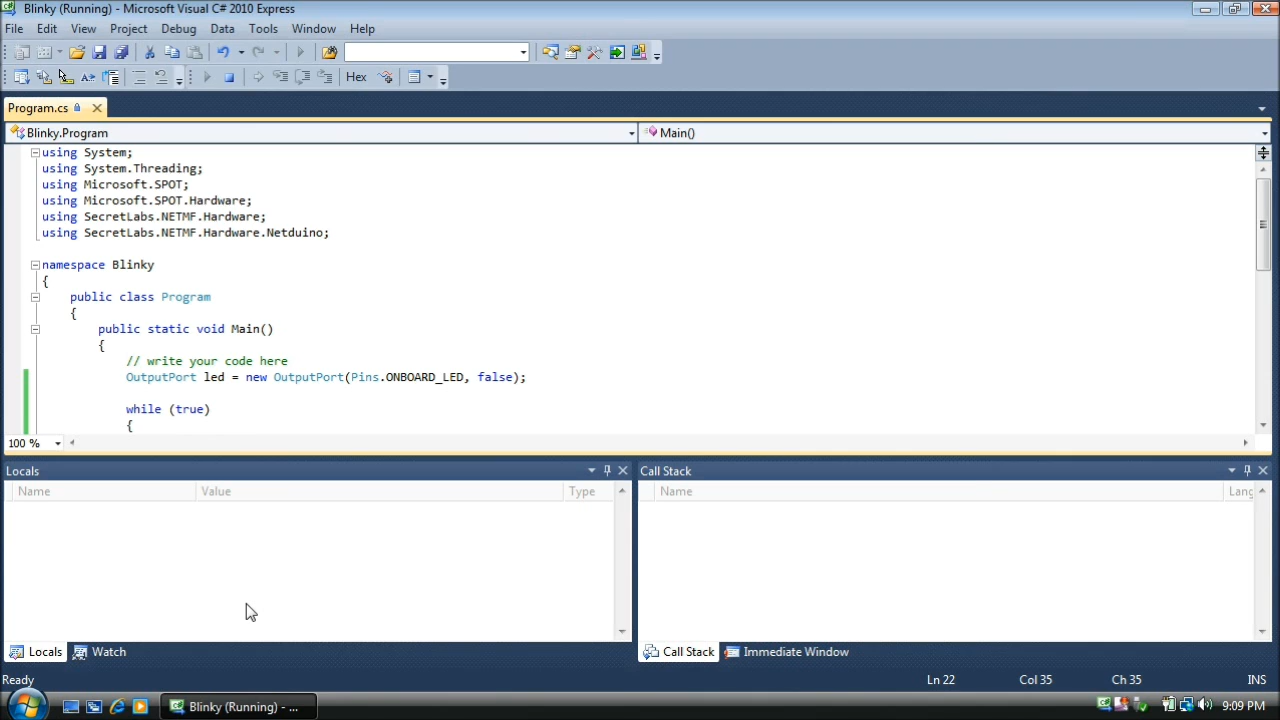 Blinky (Running) - Microsoft Visual C# 2010 Express
File Edit View Project Debug Data Tools Window Help
Hex
Program.cs
Blinky.Program Main()
using System;
using System.Threading;
using Microsoft.SPOT;
using Microsoft.SPOT.Hardware;
using SecretLabs.NETMF.Hardware;
using SecretLabs.NETMF.Hardware.Netduino;
namespace Blinky
{
public class Program
{
public static void Main()
{
// write your code here
OutputPort led = new OutputPort(Pins.ONBOARD_LED, false);
while (true)
{
100 %
Locals
Name Value Type
Call Stack
Name Lang
Locals Watch
Call Stack Immediate Window
Ready Ln 22 Col 35 Ch 35 INS
Blinky (Running) - ... 9:09 PM